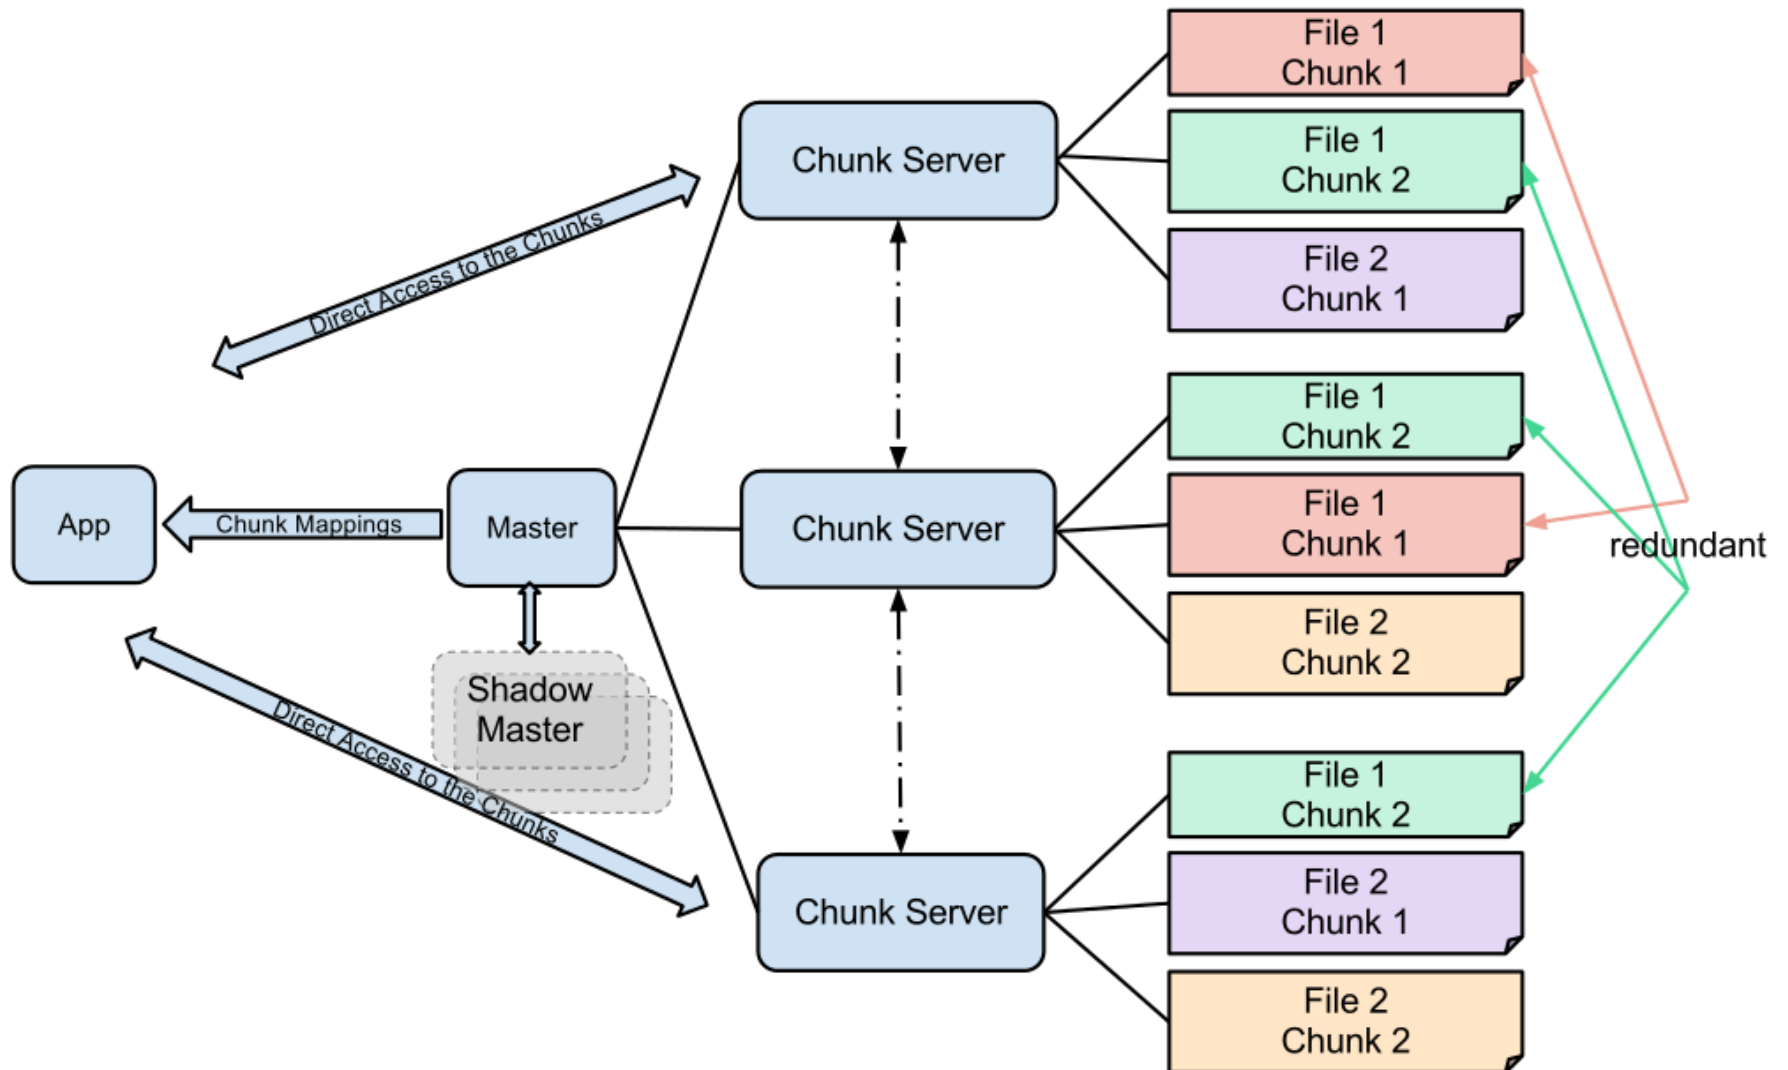 File 1
Chunk 1
File 1
Chunk 2
File 2
Chunk 1
Chunk Server
Direct Access to the Chunks
File 1
Chunk 2
File 1
Chunk 1
File 2
Chunk 2
redundant
Chunk Server
App
Chunk Mappings
Master
Shadow
Master
Direct Access to the Chunks
Chunk Server
File 1
Chunk 2
File 2
Chunk 1
File 2
Chunk 2